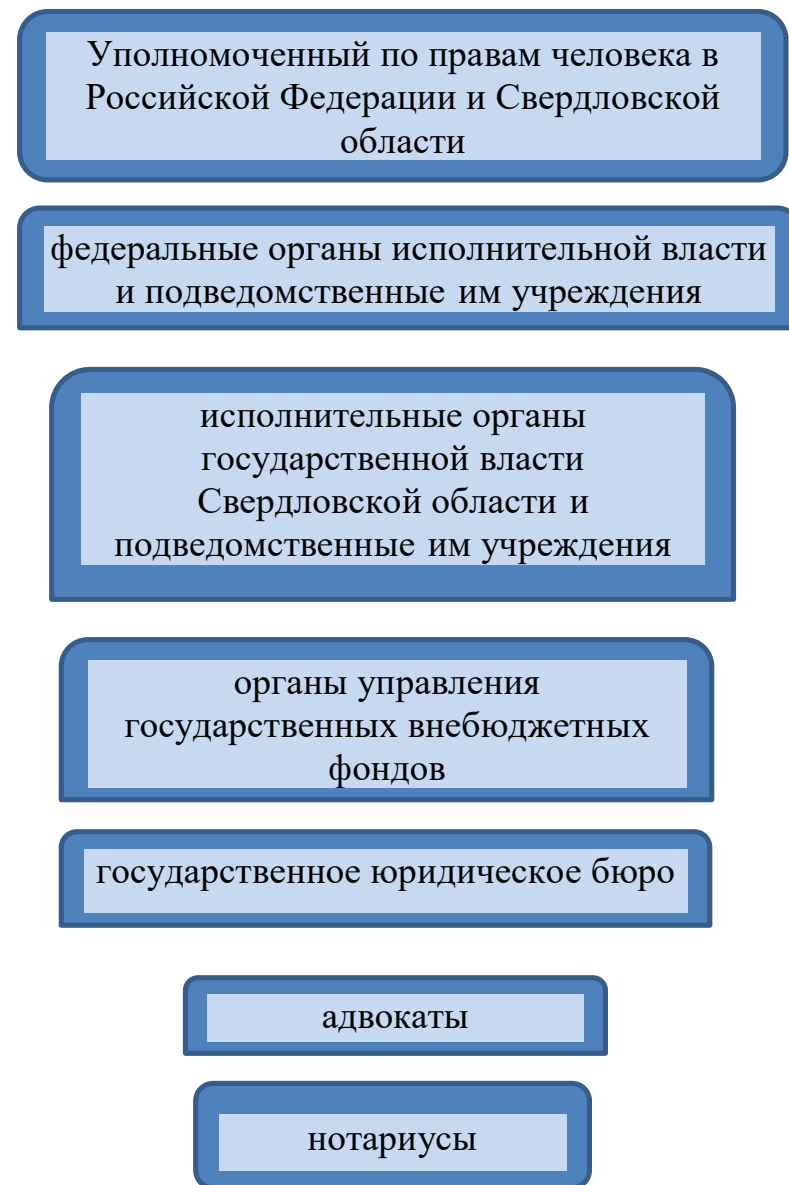 Уполномоченный по правам человека в
Российской Федерации и Свердловской
области
федеральные органы исполнительной власти
и подведомственные им учреждения
исполнительные органы
государственной власти
Свердловской области и
подведомственные им учреждения
органы управления
государственных внебюджетных
фондов
государственное юридическое бюро
адвокаты
нотариусы